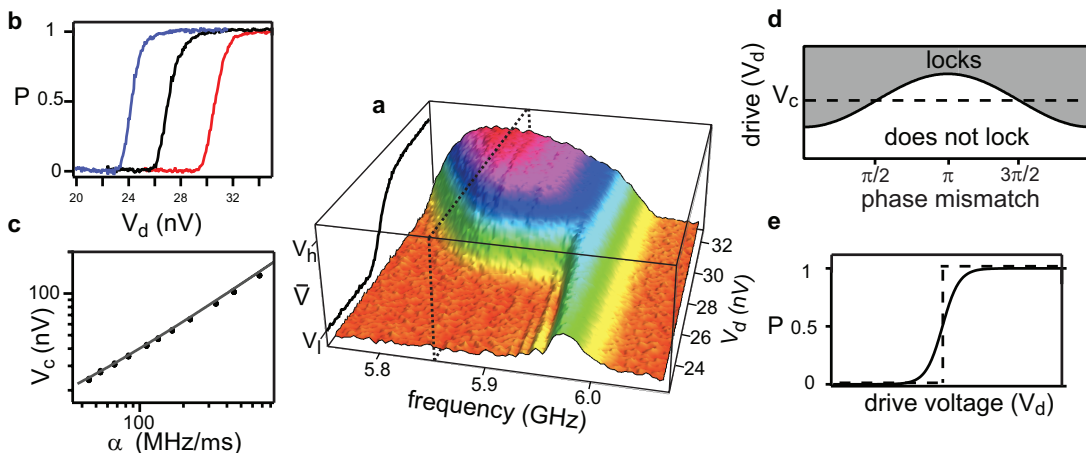 b
1
P
0.5
0
20
24
28
32
V_d (nV)
c
100
V_c (nV)
100
α (MHz/ms)
a
V_h
V̄
V_l
5.8
5.9
6.0
frequency (GHz)
32
30
28
26
24
V_d (nV)
d
locks
drive (V_d)
V_c
does not lock
π/2
π
3π/2
phase mismatch
e
1
P
0.5
0
drive voltage (V_d)